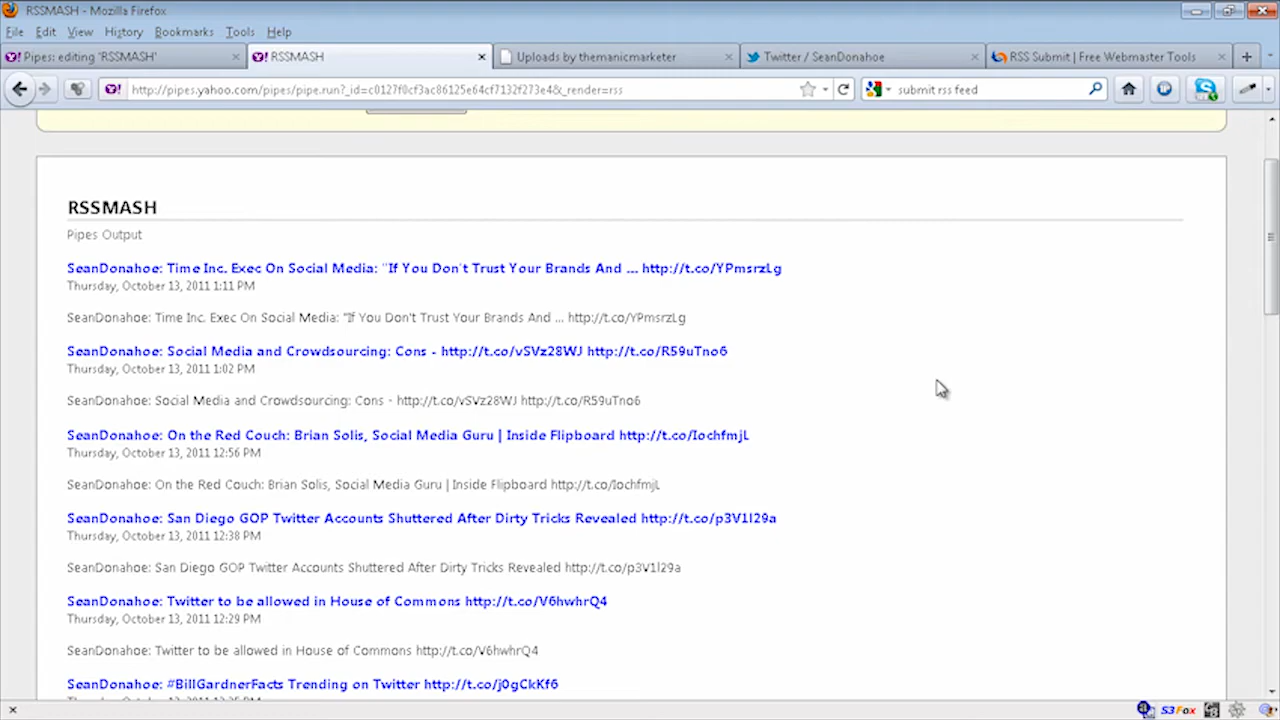 RSSMASH - Mozilla Firefox
File Edit View History Bookmarks Tools Help
Y! Pipes: editing 'RSSMASH' Y! RSSMASH Uploads by themanicmarketer Twitter / SeanDonahoe RSS Submit | Free Webmaster Tools
Y! http://pipes.yahoo.com/pipes/pipe.run?_id=c0127f0cf3ac86125e64cf7132f273e4&_render=rss submit rss feed
RSSMASH
Pipes Output
SeanDonahoe: Time Inc. Exec On Social Media: "If You Don't Trust Your Brands And ... http://t.co/YPmsrzLg
Thursday, October 13, 2011 1:11 PM
SeanDonahoe: Time Inc. Exec On Social Media: "If You Don't Trust Your Brands And ... http://t.co/YPmsrzLg
SeanDonahoe: Social Media and Crowdsourcing: Cons - http://t.co/vSVz28WJ http://t.co/R59uTno6
Thursday, October 13, 2011 1:02 PM
SeanDonahoe: Social Media and Crowdsourcing: Cons - http://t.co/vSVz28WJ http://t.co/R59uTno6
SeanDonahoe: On the Red Couch: Brian Solis, Social Media Guru | Inside Flipboard http://t.co/IochfmjL
Thursday, October 13, 2011 12:56 PM
SeanDonahoe: On the Red Couch: Brian Solis, Social Media Guru | Inside Flipboard http://t.co/IochfmjL
SeanDonahoe: San Diego GOP Twitter Accounts Shuttered After Dirty Tricks Revealed http://t.co/p3V1l29a
Thursday, October 13, 2011 12:38 PM
SeanDonahoe: San Diego GOP Twitter Accounts Shuttered After Dirty Tricks Revealed http://t.co/p3V1l29a
SeanDonahoe: Twitter to be allowed in House of Commons http://t.co/V6hwhrQ4
Thursday, October 13, 2011 12:29 PM
SeanDonahoe: Twitter to be allowed in House of Commons http://t.co/V6hwhrQ4
SeanDonahoe: #BillGardnerFacts Trending on Twitter http://t.co/j0gCkKf6
S3Fox